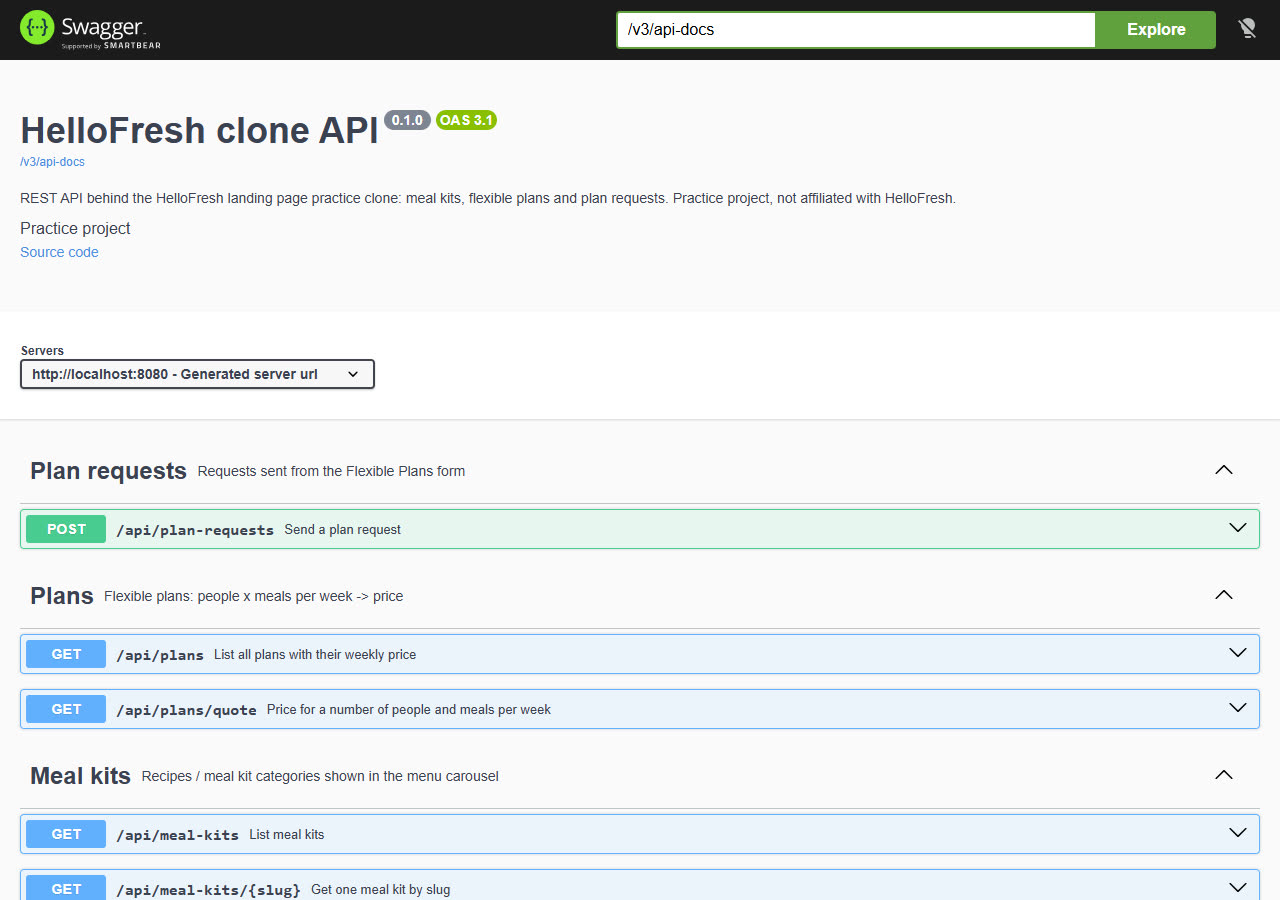 Swagger
Supported by SMARTBEAR
/v3/api-docs
Explore
HelloFresh clone API 0.1.0 OAS 3.1
/v3/api-docs
REST API behind the HelloFresh landing page practice clone: meal kits, flexible plans and plan requests. Practice project, not affiliated with HelloFresh.
Practice project
Source code
Servers
http://localhost:8080 - Generated server url
Plan requests Requests sent from the Flexible Plans form
POST /api/plan-requests Send a plan request
Plans Flexible plans: people x meals per week -> price
GET /api/plans List all plans with their weekly price
GET /api/plans/quote Price for a number of people and meals per week
Meal kits Recipes / meal kit categories shown in the menu carousel
GET /api/meal-kits List meal kits
GET /api/meal-kits/{slug} Get one meal kit by slug